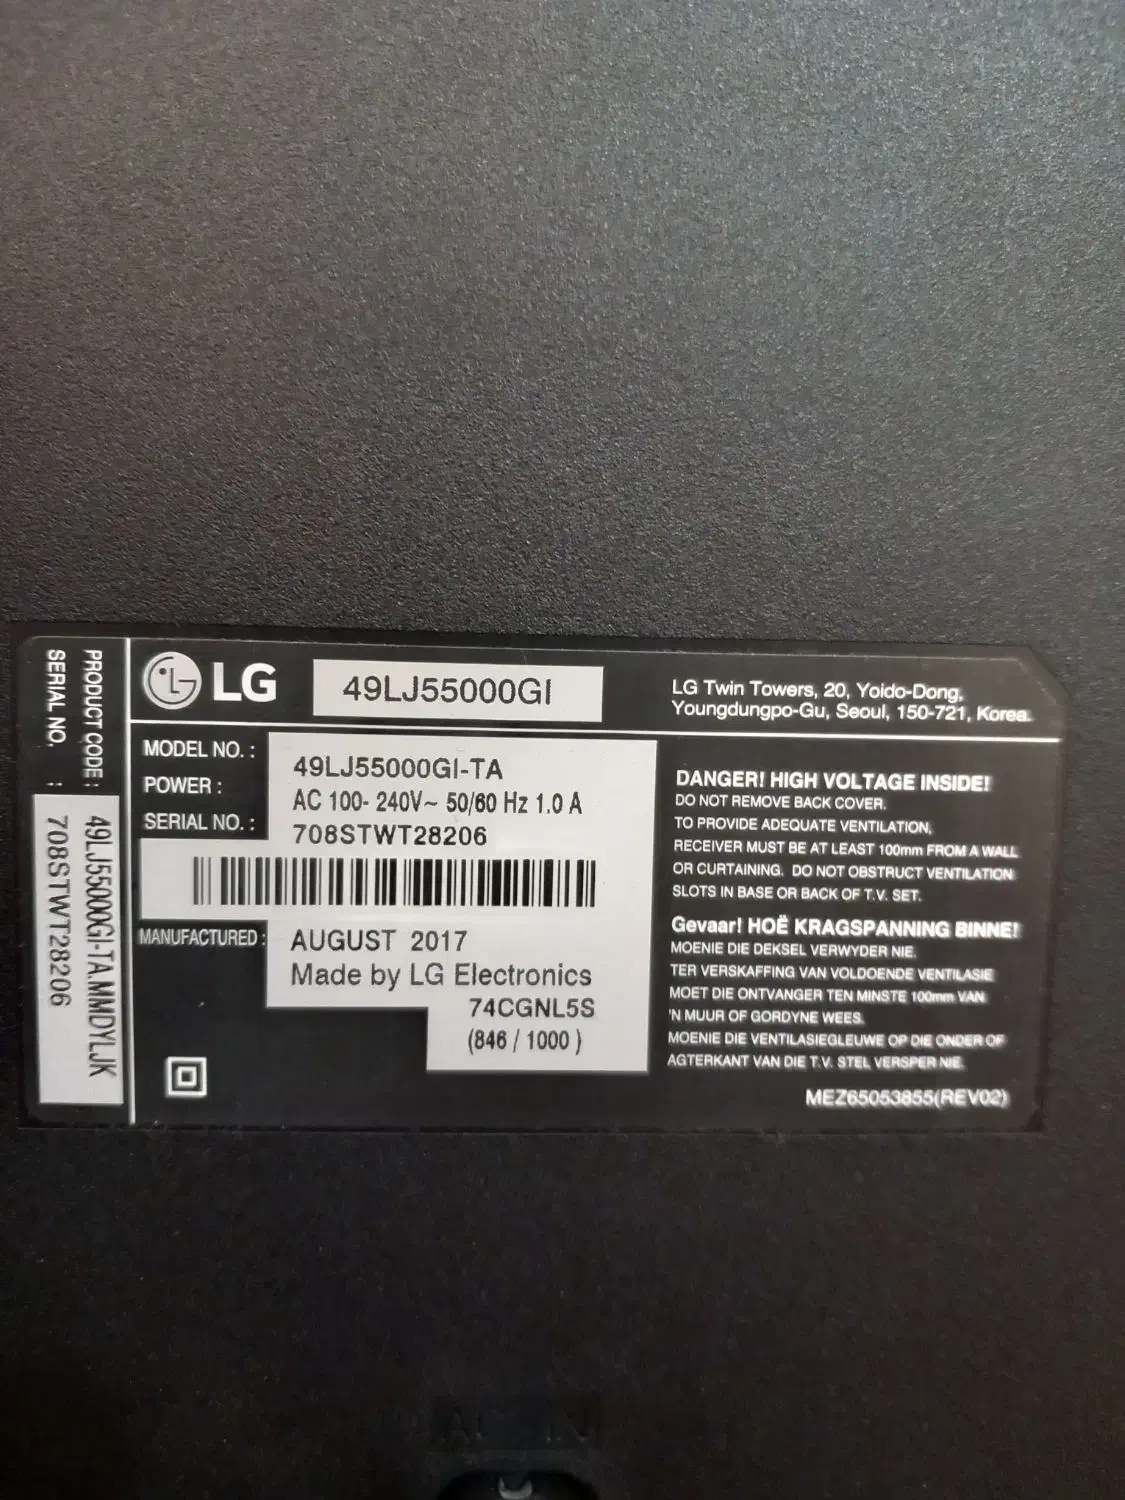 LG
49LJ55000GI
LG Twin Towers, 20, Yoido-Dong,
Youngdungpo-Gu, Seoul, 150-721, Korea.
MODEL NO. : 49LJ55000GI-TA
POWER : AC 100- 240V~ 50/60 Hz 1.0 A
SERIAL NO. : 708STWT28206
MANUFACTURED : AUGUST 2017
Made by LG Electronics
74CGNL5S
(846 / 1000 )
DANGER! HIGH VOLTAGE INSIDE!
DO NOT REMOVE BACK COVER.
TO PROVIDE ADEQUATE VENTILATION,
RECEIVER MUST BE AT LEAST 100mm FROM A WALL
OR CURTAINING. DO NOT OBSTRUCT VENTILATION
SLOTS IN BASE OR BACK OF T.V. SET.
Gevaar! HOË KRAGSPANNING BINNE!
MOENIE DIE DEKSEL VERWYDER NIE.
TER VERSKAFFING VAN VOLDOENDE VENTILASIE
MOET DIE ONTVANGER TEN MINSTE 100mm VAN
'N MUUR OF GORDYNE WEES.
MOENIE DIE VENTILASIEGLEUWE OP DIE ONDER OF
AGTERKANT VAN DIE T.V. STEL VERSPER NIE.
MEZ65053855(REV02)
PRODUCT CODE : 49LJ55000GI-TA.MMDYLJK
SERIAL NO. : 708STWT28206
AC IN